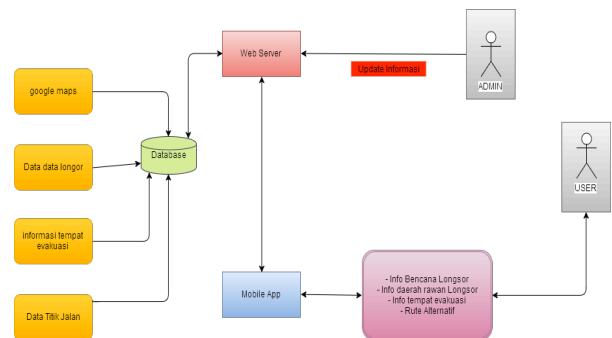 Web Server
Update Informasi
ADMIN
google maps
Database
Data data longor
USER
informasi tempat
evakuasi
Mobile App
- Info Bencana Longsor
- Info daerah rawan Longsor
- Info tempat evakuasi
- Rute Alternatif
Data Titik Jalan